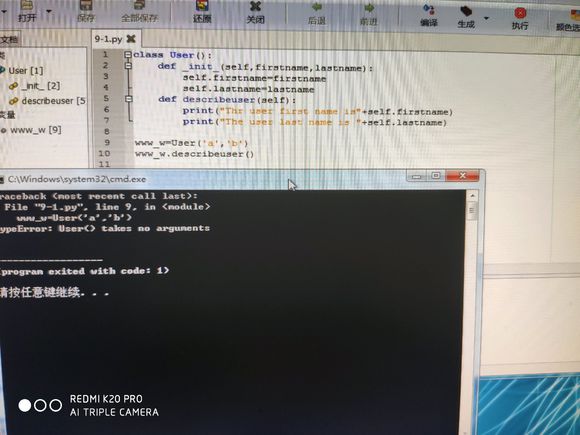 打开 保存 全部保存 还原 关闭 后退 前进 编译 生成 执行 颜色选
文档
9-1.py
User [1]
_init_ [2]
describeuser [5
变量
www_w [9]
1 class User():
2 def _init_(self,firstname,lastname):
3 self.firstname=firstname
4 self.lastname=lastname
5 def describeuser(self):
6 print("Thr user first name is"+self.firstname)
7 print("The user last name is "+self.lastname)
8
9 www_w=User('a','b')
10 www_w.describeuser()
11
C:\Windows\system32\cmd.exe
raceback (most recent call last):
File "9-1.py", line 9, in <module>
www_w=User('a','b')
ypeError: User() takes no arguments
------------------
program exited with code: 1)
请按任意键继续. . .
REDMI K20 PRO
AI TRIPLE CAMERA